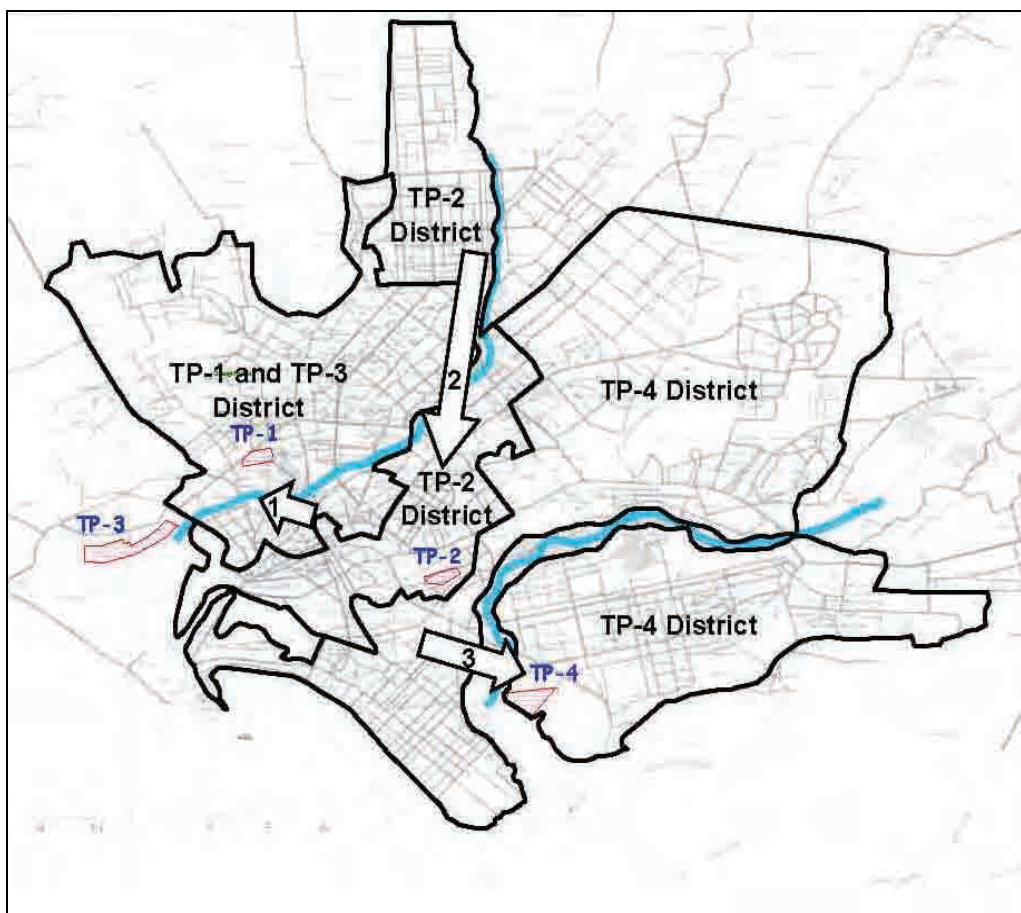 TP-2
District
2
TP-1 and TP-3
District
TP-1
TP-4 District
TP-2
District
1
TP-3
TP-2
TP-4 District
3
TP-4